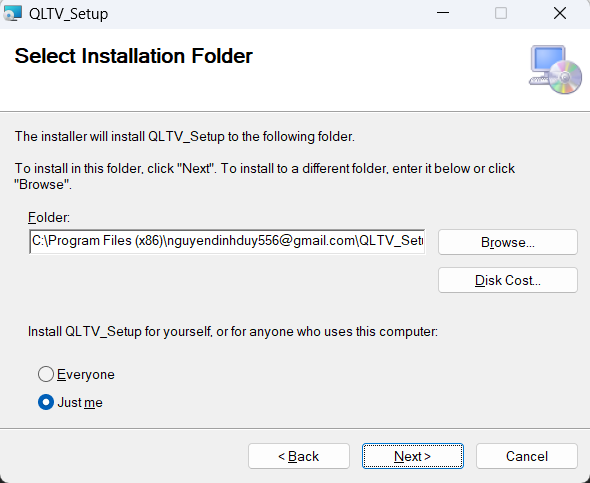 QLTV_Setup
Select Installation Folder
The installer will install QLTV_Setup to the following folder.
To install in this folder, click "Next". To install to a different folder, enter it below or click
"Browse".
Folder:
C:\Program Files (x86)\nguyendinhduy556@gmail.com\QLTV_Setu
Browse...
Disk Cost...
Install QLTV_Setup for yourself, or for anyone who uses this computer:
Everyone
Just me
< Back
Next >
Cancel